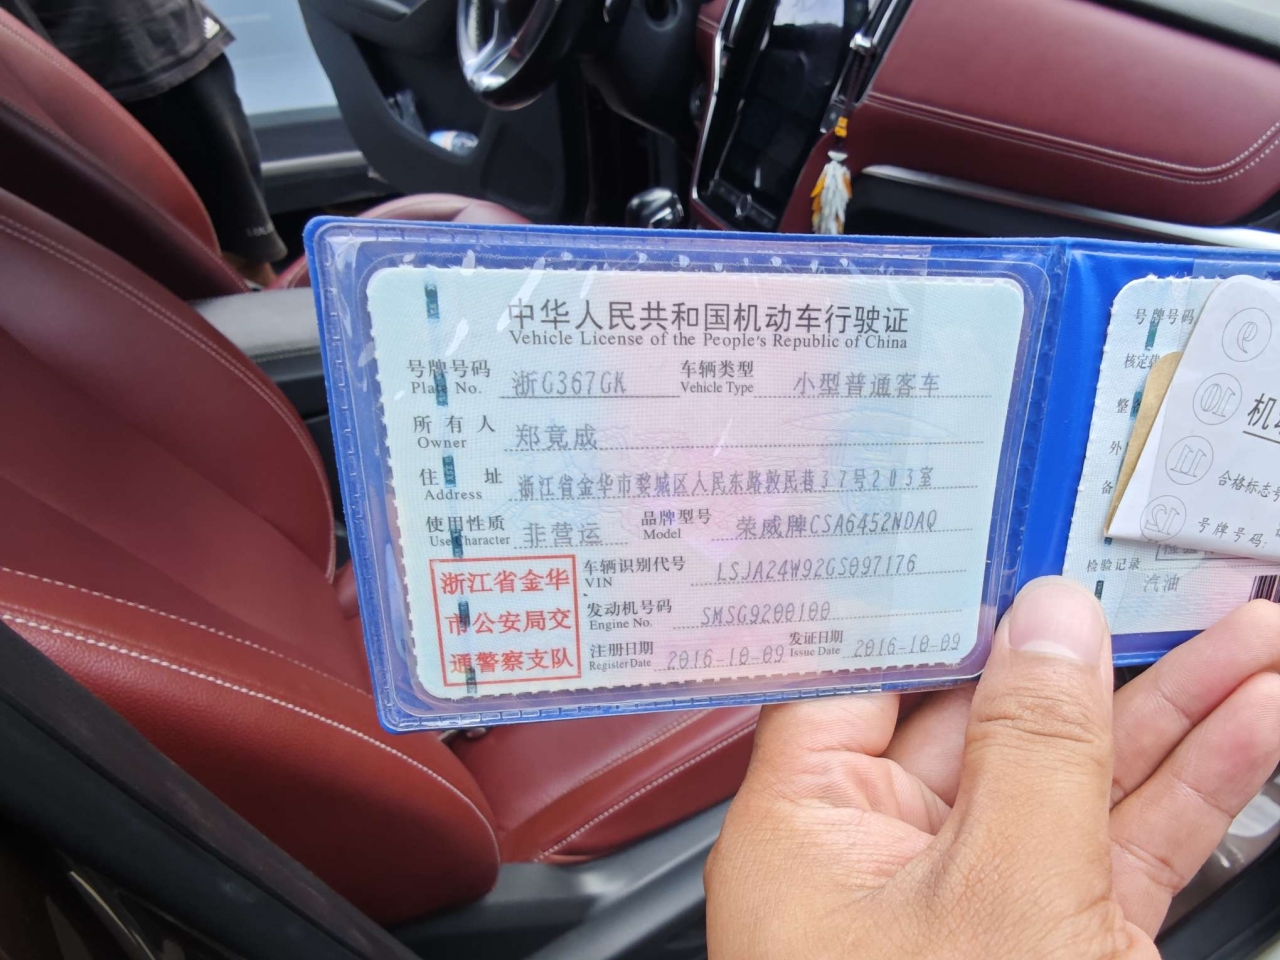 中华人民共和国机动车行驶证
Vehicle License of the People's Republic of China
号牌号码 浙G367GK 车辆类型 小型普通客车
Plate No. Vehicle Type
所有人 郑竟成
Owner
住址 浙江省金华市婺城区人民东路敦民巷37号203室
Address
使用性质 非营运 品牌型号 荣威牌CSA6452NDAQ
Use Character Model
浙江省金华
市公安局交
通警察支队
车辆识别代号 LSJA24W92GS097176
VIN
发动机号码 SMSG9200100
Engine No.
注册日期 2016-10-09 发证日期 2016-10-09
Register Date Issue Date
号牌号码
核定载
整备
外
备
检验记录
汽油
9
10
11
12
机
合格标志
号牌号码